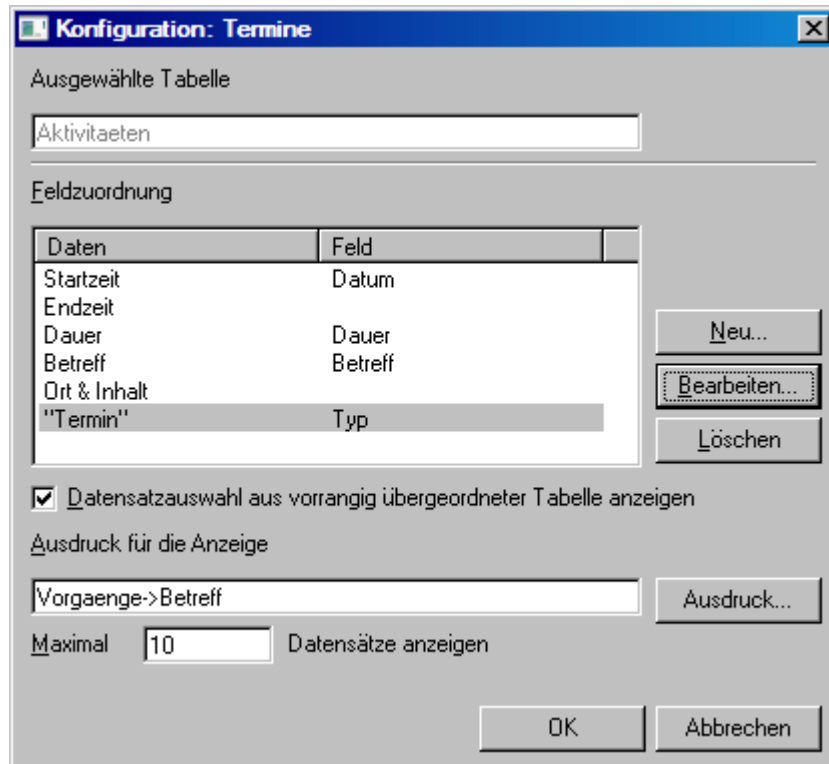 Konfiguration: Termine
Ausgewählte Tabelle
Aktivitaeten
Feldzuordnung
Daten Feld
Startzeit Datum
Endzeit
Dauer Dauer
Betreff Betreff
Ort & Inhalt
"Termin" Typ
Neu...
Bearbeiten...
Löschen
Datensatzauswahl aus vorrangig übergeordneter Tabelle anzeigen
Ausdruck für die Anzeige
Vorgaenge->Betreff Ausdruck...
Maximal 10 Datensätze anzeigen
OK Abbrechen